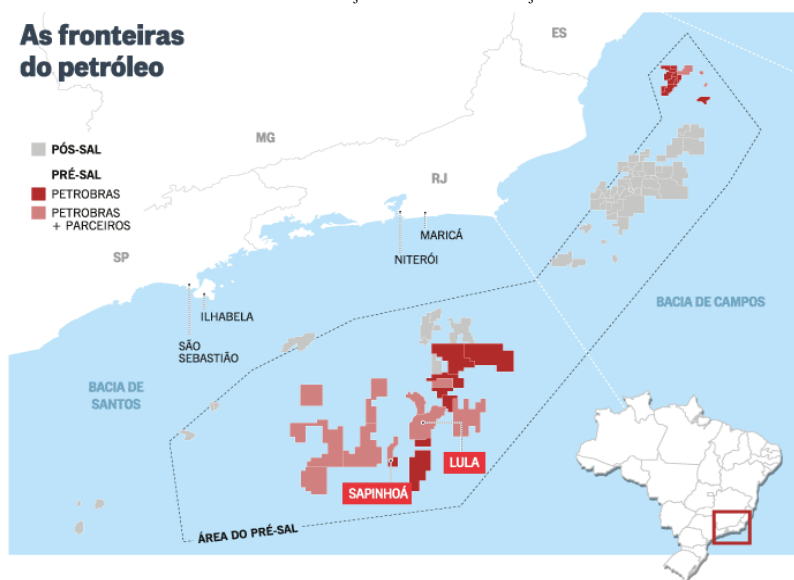 As fronteiras
do petróleo
PÓS-SAL
PRÉ-SAL
PETROBRAS
PETROBRAS
+ PARCEIROS
ES
MG
RJ
SP
MARICÁ
NITERÓI
ILHABELA
SÃO
SEBASTIÃO
BACIA DE CAMPOS
BACIA DE
SANTOS
LULA
SAPINHOÁ
ÁREA DO PRÉ-SAL